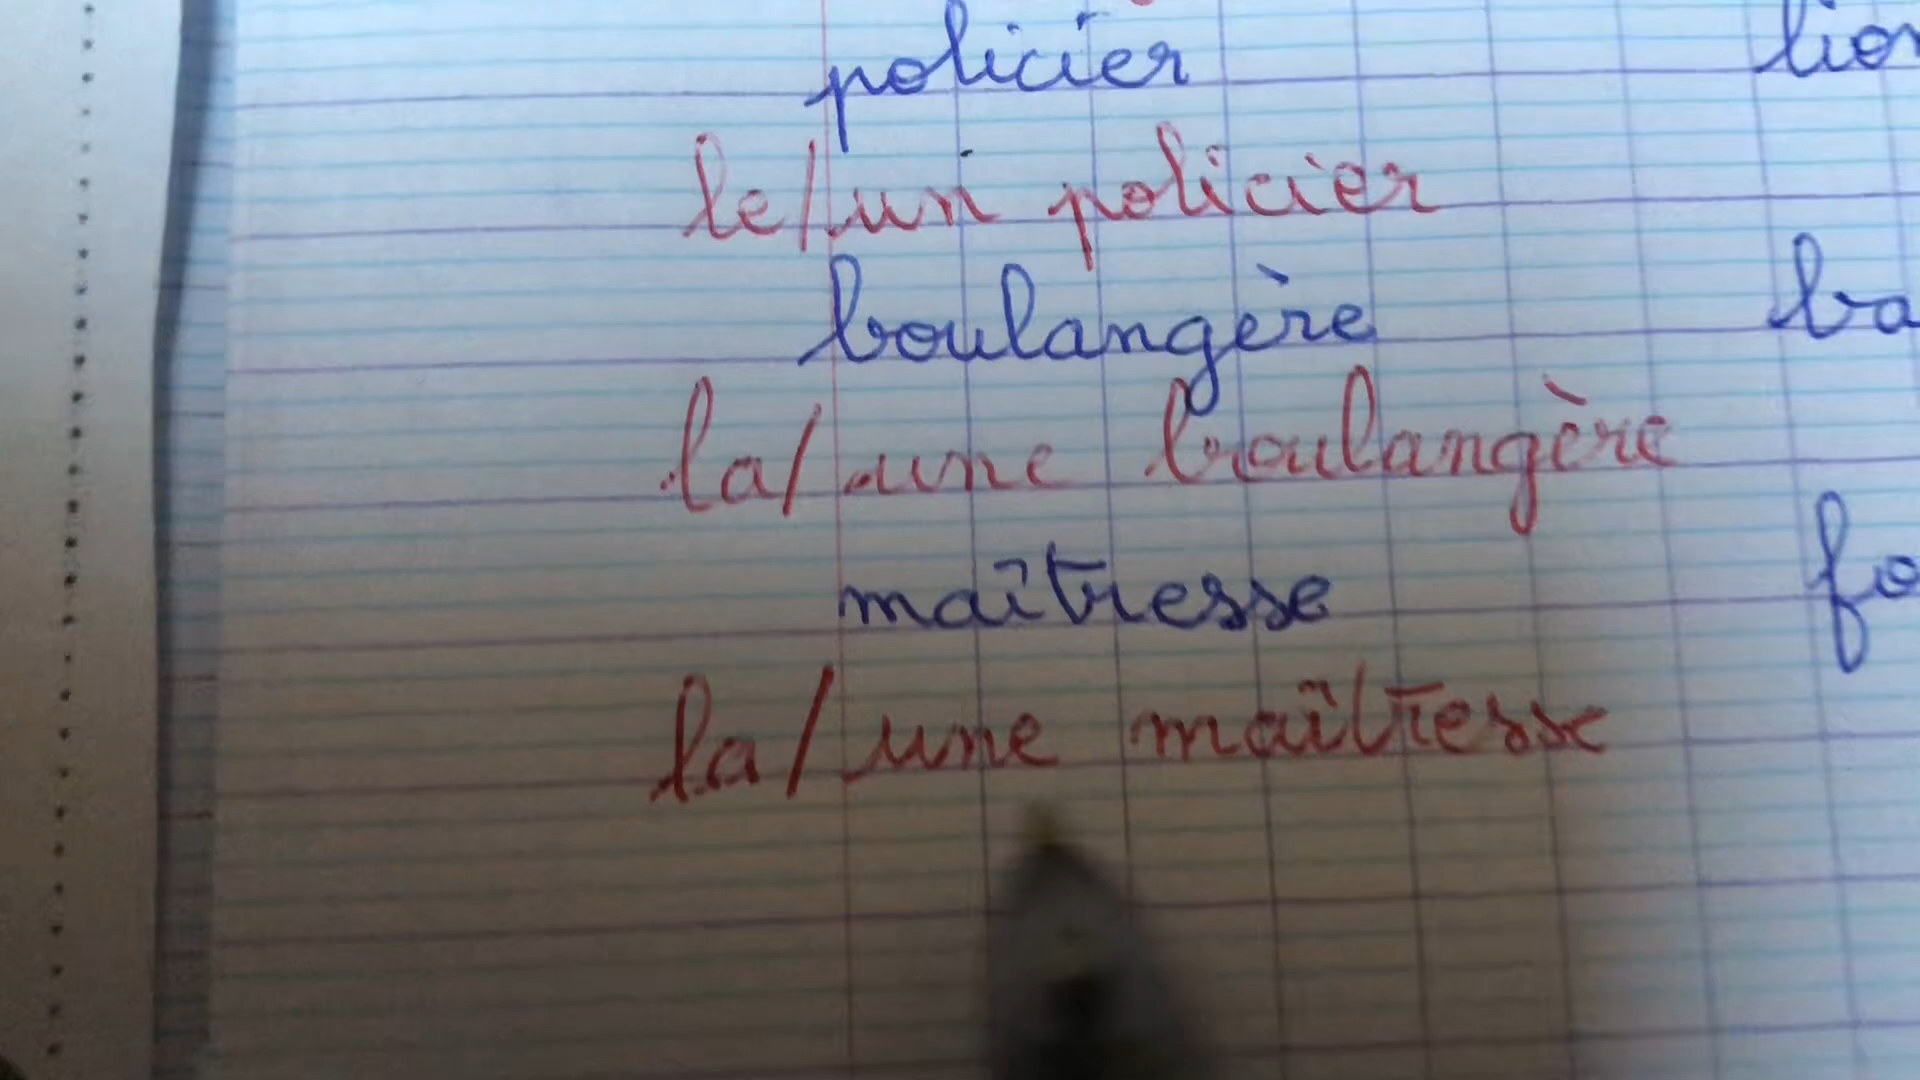 policier
le/un policier
boulangère
la/une boulangère
maîtresse
la/une maîtresse